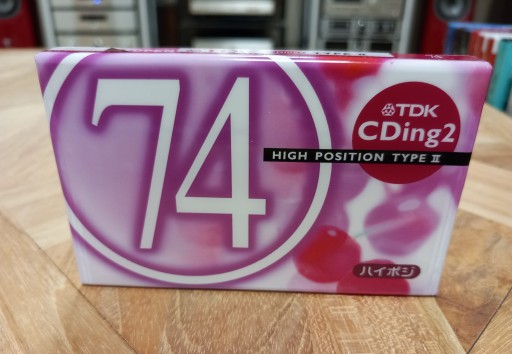 74
TDK
CDing2
HIGH POSITION TYPE II
ハイポジ